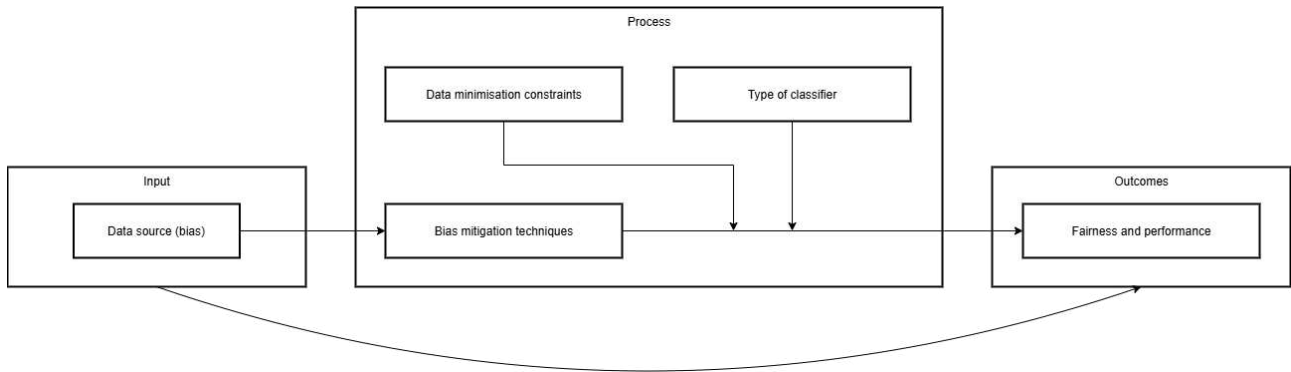 Process
Data minimisation constraints
Type of classifier
Input
Data source (bias)
Bias mitigation techniques
Outcomes
Fairness and performance